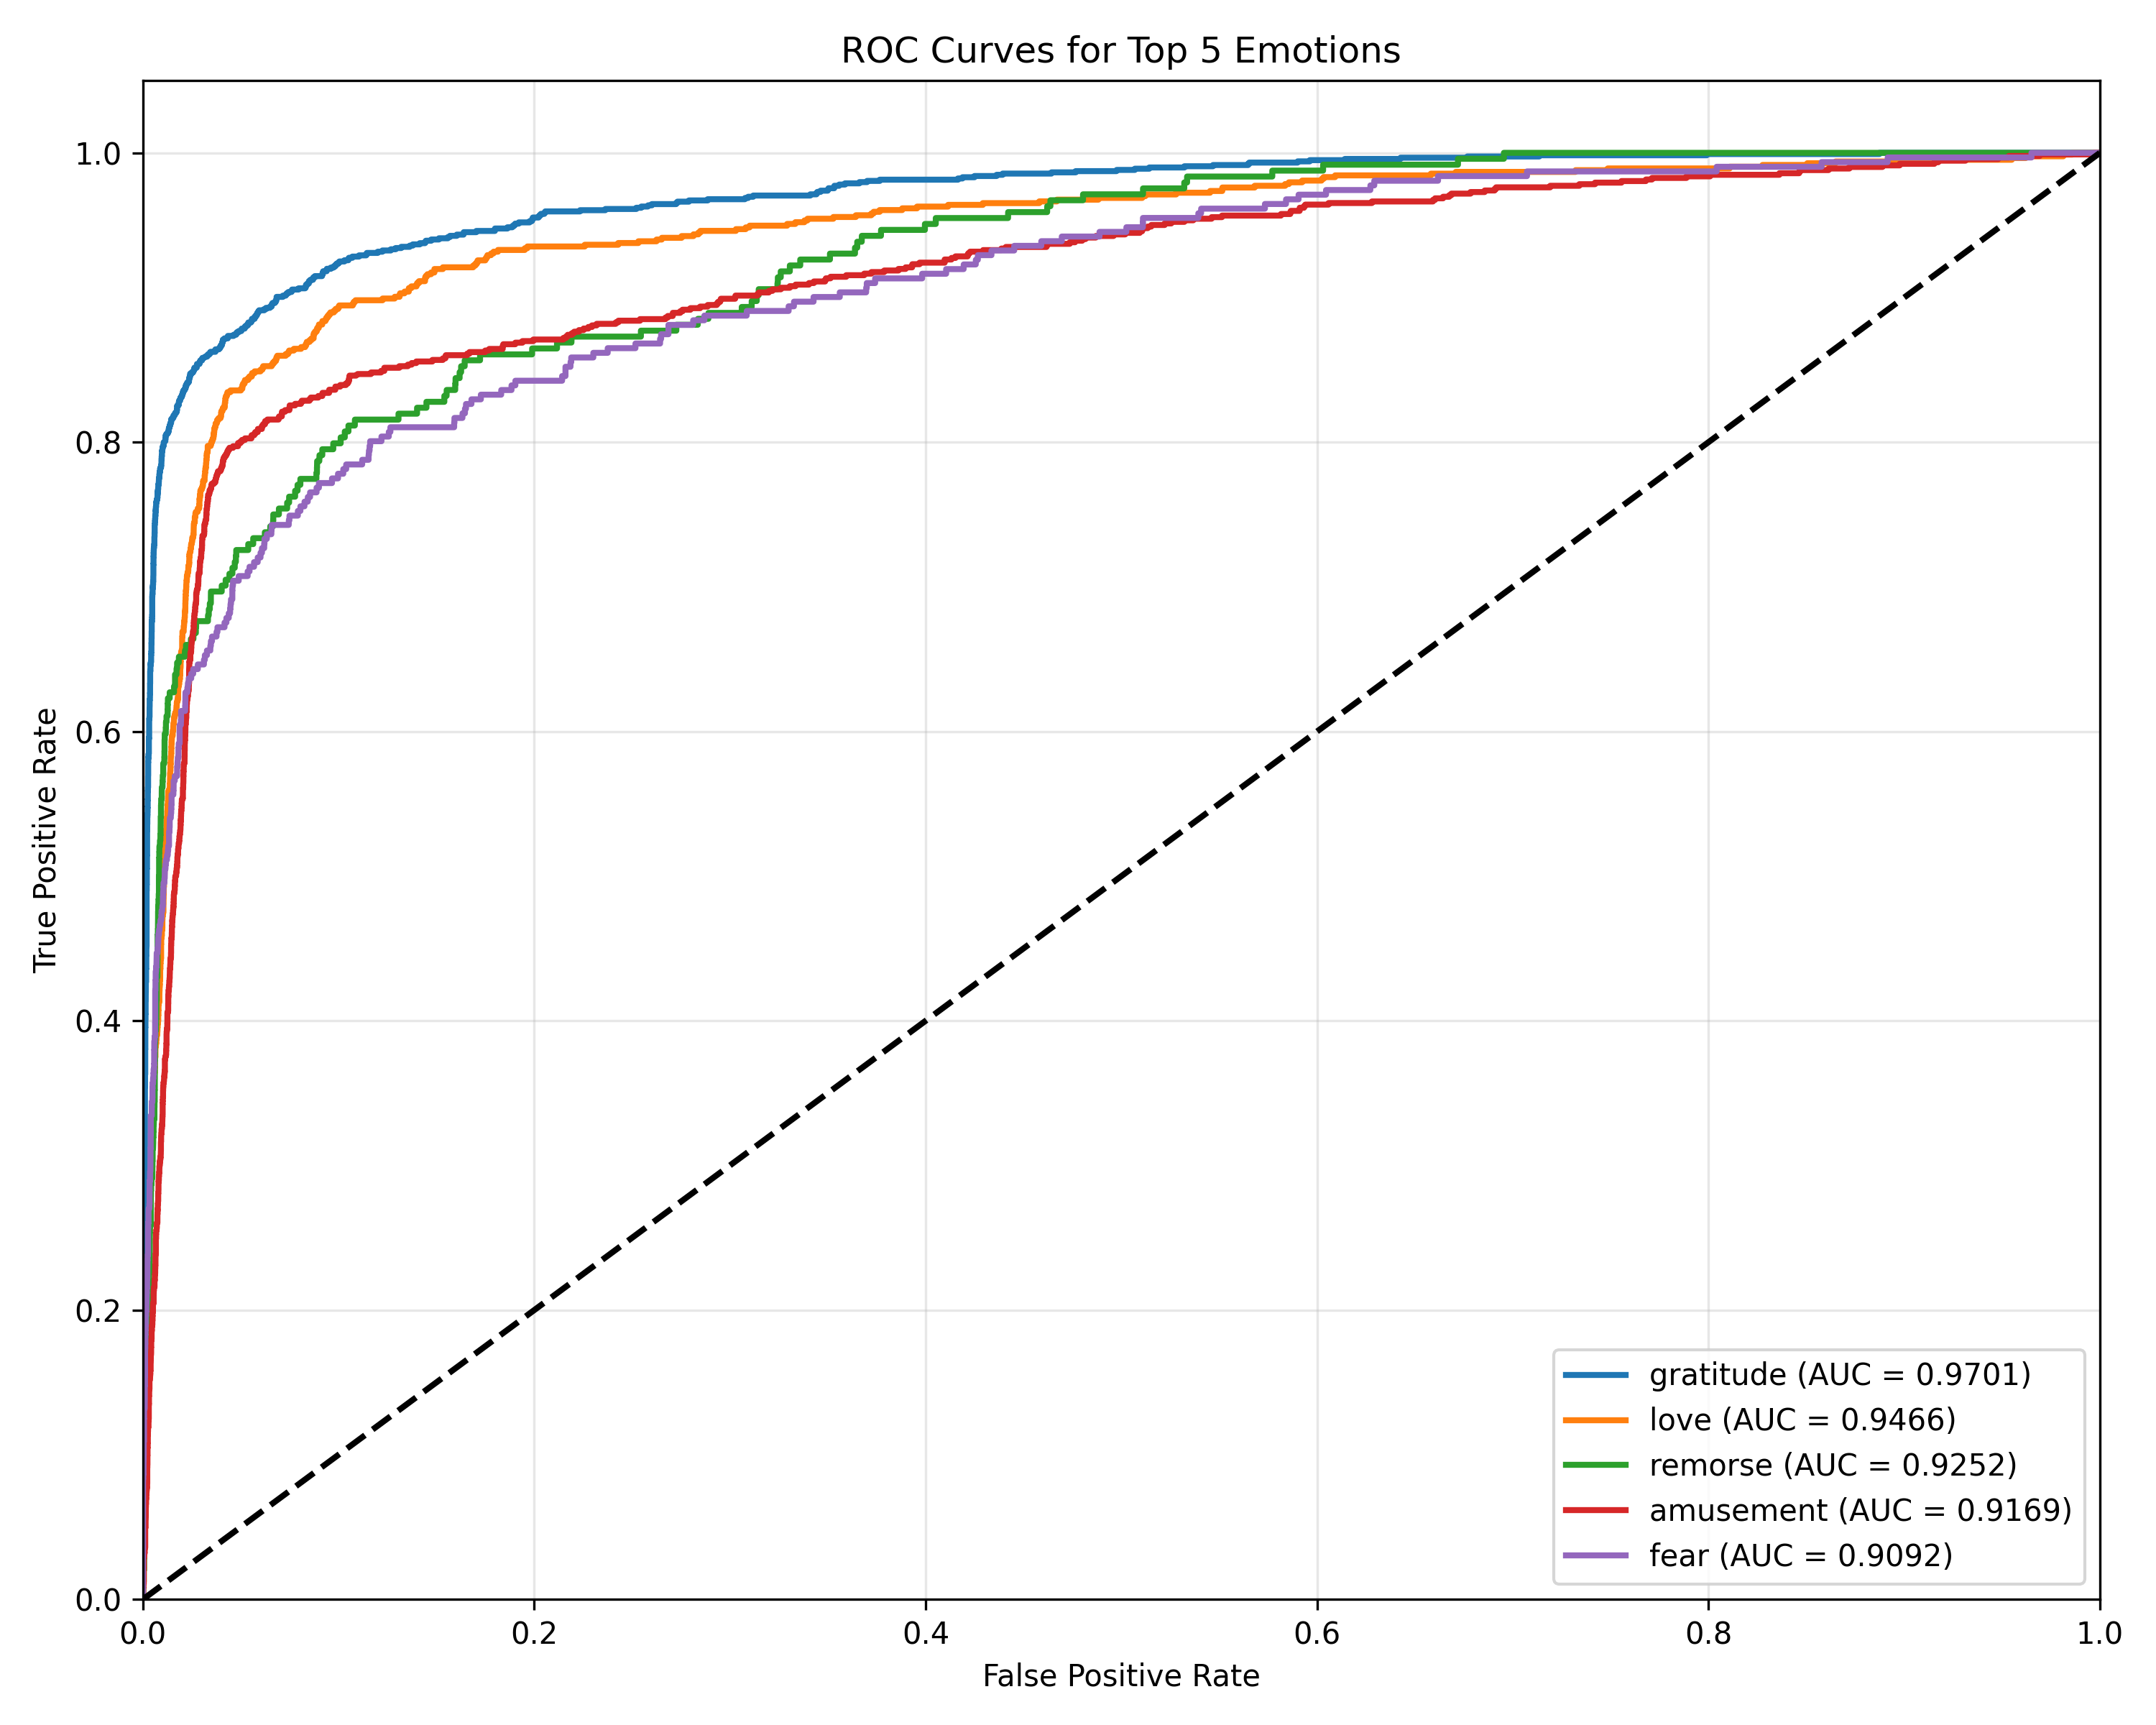 ROC Curves for Top 5 Emotions
True Positive Rate
1.0
0.8
0.6
0.4
0.2
0.0
0.0 0.2 0.4 0.6 0.8 1.0
False Positive Rate
gratitude (AUC = 0.9701)
love (AUC = 0.9466)
remorse (AUC = 0.9252)
amusement (AUC = 0.9169)
fear (AUC = 0.9092)